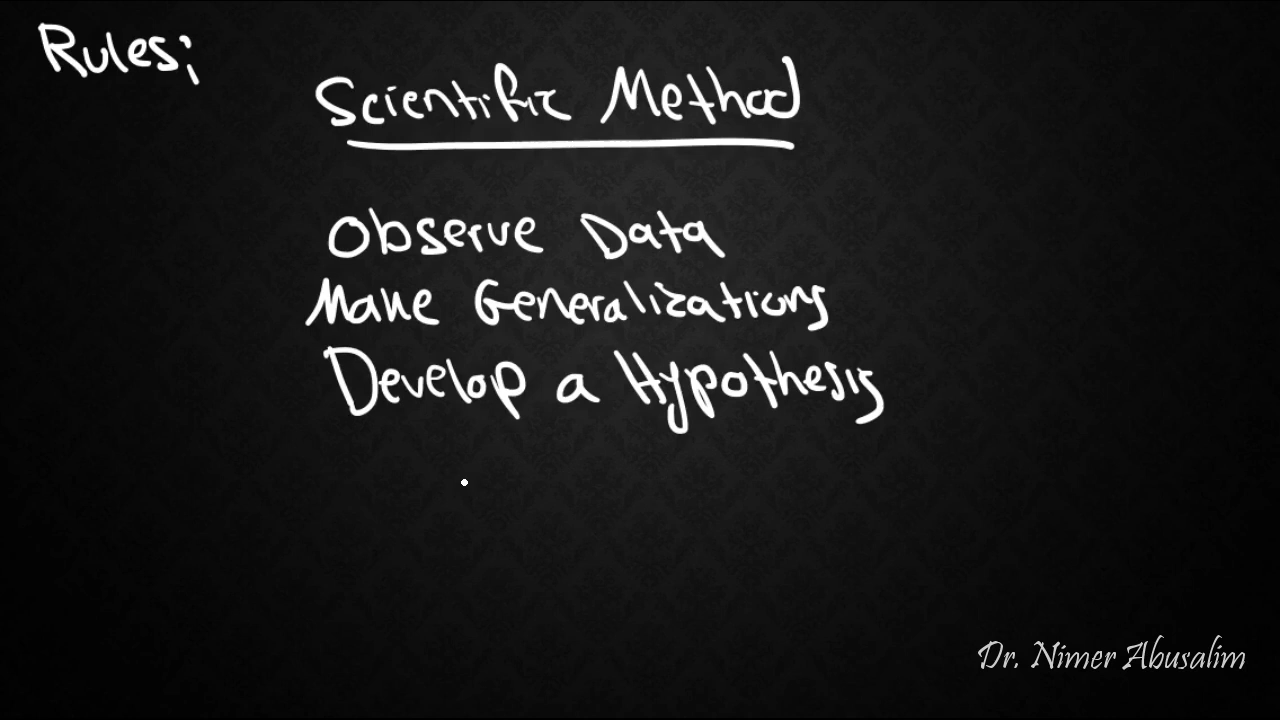 Rules;
Scientific Method
Observe Data
Make Generalizations
Develop a Hypothesis
Dr. Nimer Abusalim